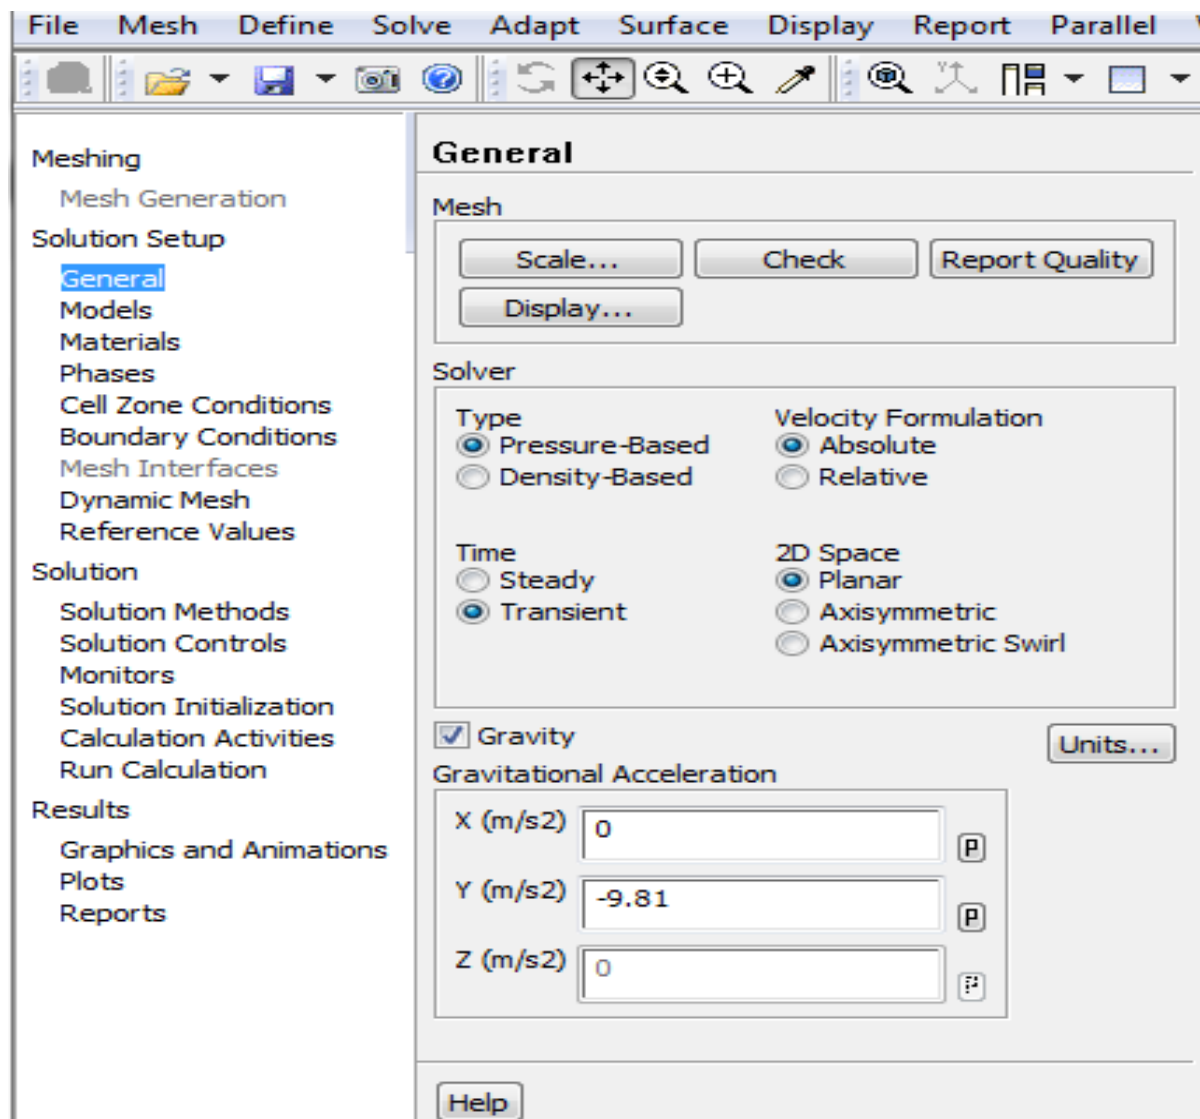 File Mesh Define Solve Adapt Surface Display Report Parallel
Meshing
Mesh Generation
Solution Setup
General
Models
Materials
Phases
Cell Zone Conditions
Boundary Conditions
Mesh Interfaces
Dynamic Mesh
Reference Values
Solution
Solution Methods
Solution Controls
Monitors
Solution Initialization
Calculation Activities
Run Calculation
Results
Graphics and Animations
Plots
Reports
General
Mesh
Scale... Check Report Quality
Display...
Solver
Type Velocity Formulation
Pressure-Based Absolute
Density-Based Relative
Time 2D Space
Steady Planar
Transient Axisymmetric
Axisymmetric Swirl
Gravity Units...
Gravitational Acceleration
X (m/s2) 0 P
Y (m/s2) -9.81 P
Z (m/s2) 0 P
Help